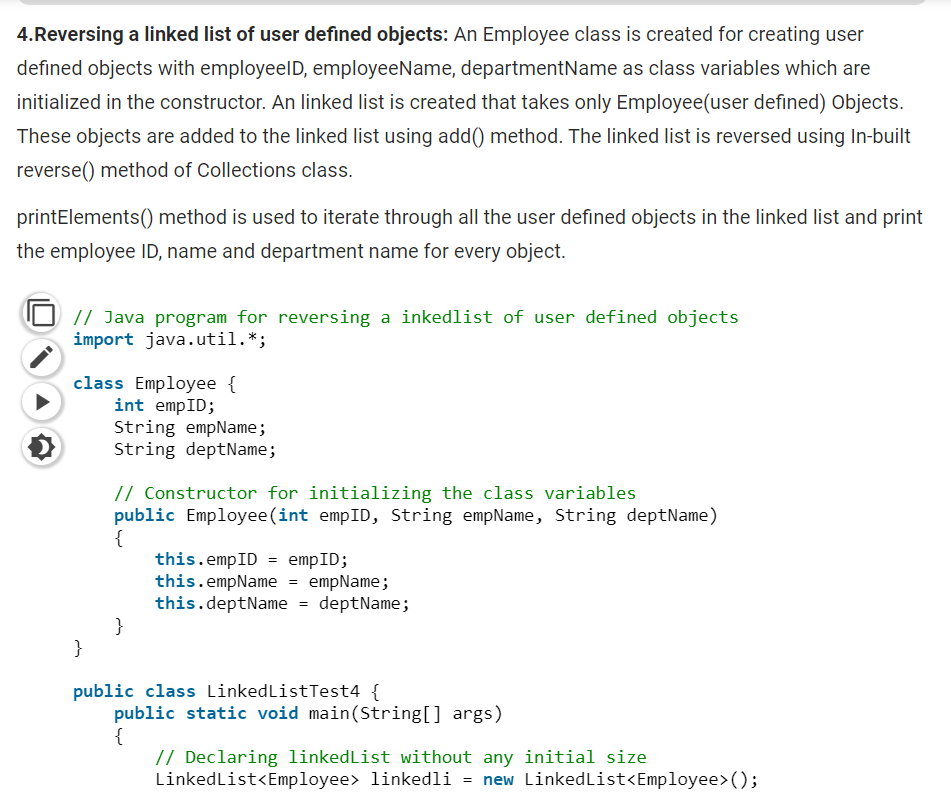 4.Reversing a linked list of user defined objects: An Employee class is created for creating user
defined objects with employeeID, employeeName, departmentName as class variables which are
initialized in the constructor. An linked list is created that takes only Employee(user defined) Objects.
These objects are added to the linked list using add() method. The linked list is reversed using In-built
reverse() method of Collections class.
printElements() method is used to iterate through all the user defined objects in the linked list and print
the employee ID, name and department name for every object.
// Java program for reversing a inkedlist of user defined objects
import java.util.*;
class Employee {
    int empID;
    String empName;
    String deptName;
    // Constructor for initializing the class variables
    public Employee(int empID, String empName, String deptName)
    {
        this.empID = empID;
        this.empName = empName;
        this.deptName = deptName;
    }
}
public class LinkedListTest4 {
    public static void main(String[] args)
    {
        // Declaring linkedList without any initial size
        LinkedList<Employee> linkedli = new LinkedList<Employee>();